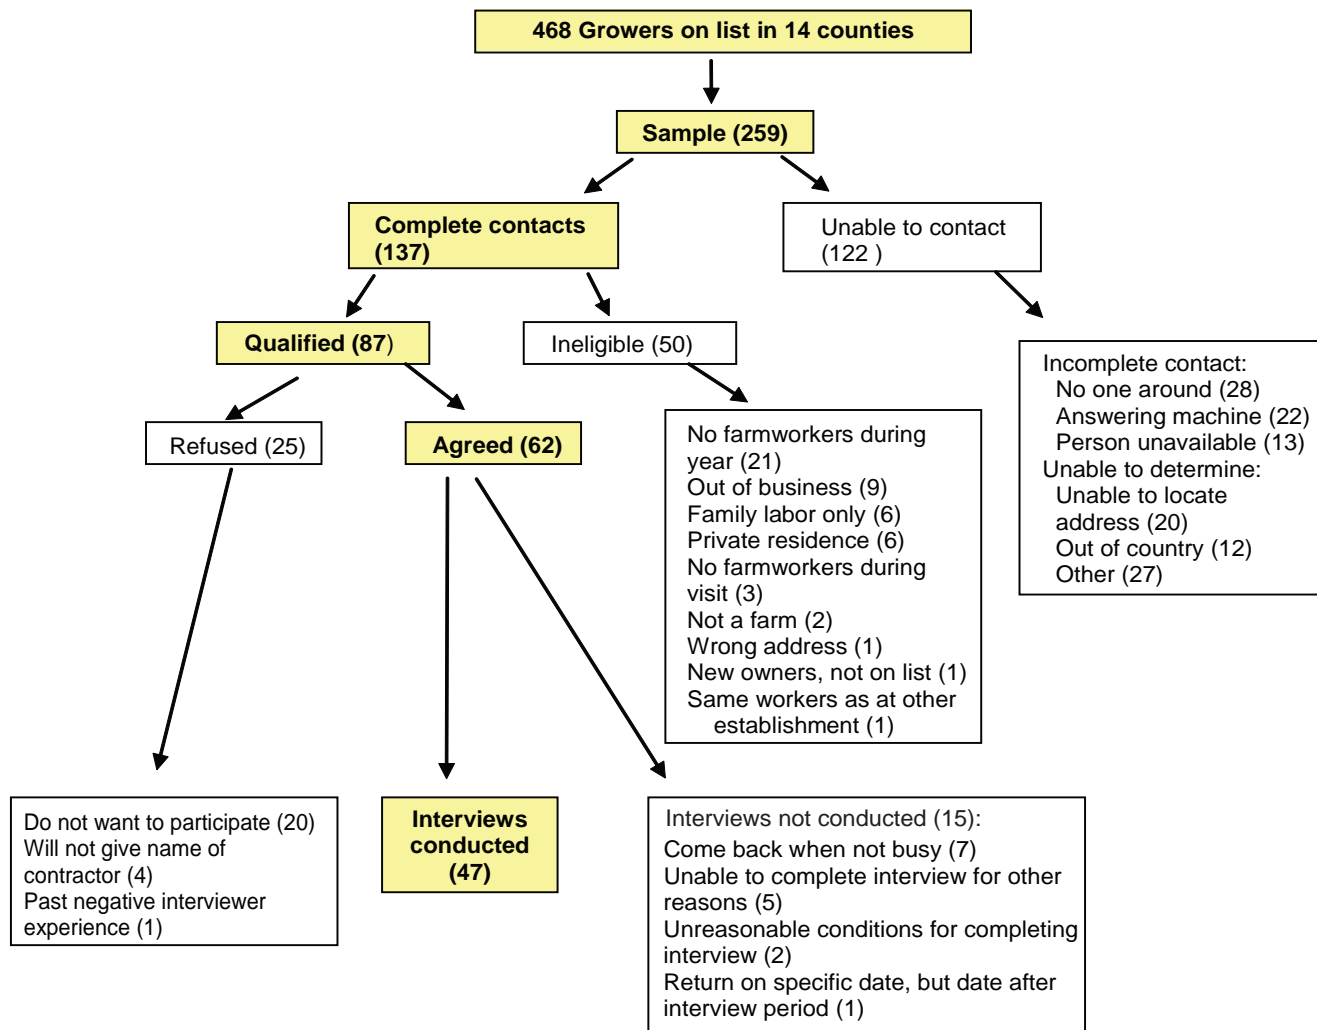 468 Growers on list in 14 counties
Sample (259)
Complete contacts
(137)
Unable to contact
(122 )
Qualified (87)
Ineligible (50)
Incomplete contact:
No one around (28)
Answering machine (22)
Person unavailable (13)
Unable to determine:
Unable to locate
address (20)
Out of country (12)
Other (27)
Refused (25)
Agreed (62)
No farmworkers during
year (21)
Out of business (9)
Family labor only (6)
Private residence (6)
No farmworkers during
visit (3)
Not a farm (2)
Wrong address (1)
New owners, not on list (1)
Same workers as at other
establishment (1)
Do not want to participate (20)
Will not give name of
contractor (4)
Past negative interviewer
experience (1)
Interviews
conducted
(47)
Interviews not conducted (15):
Come back when not busy (7)
Unable to complete interview for other
reasons (5)
Unreasonable conditions for completing
interview (2)
Return on specific date, but date after
interview period (1)